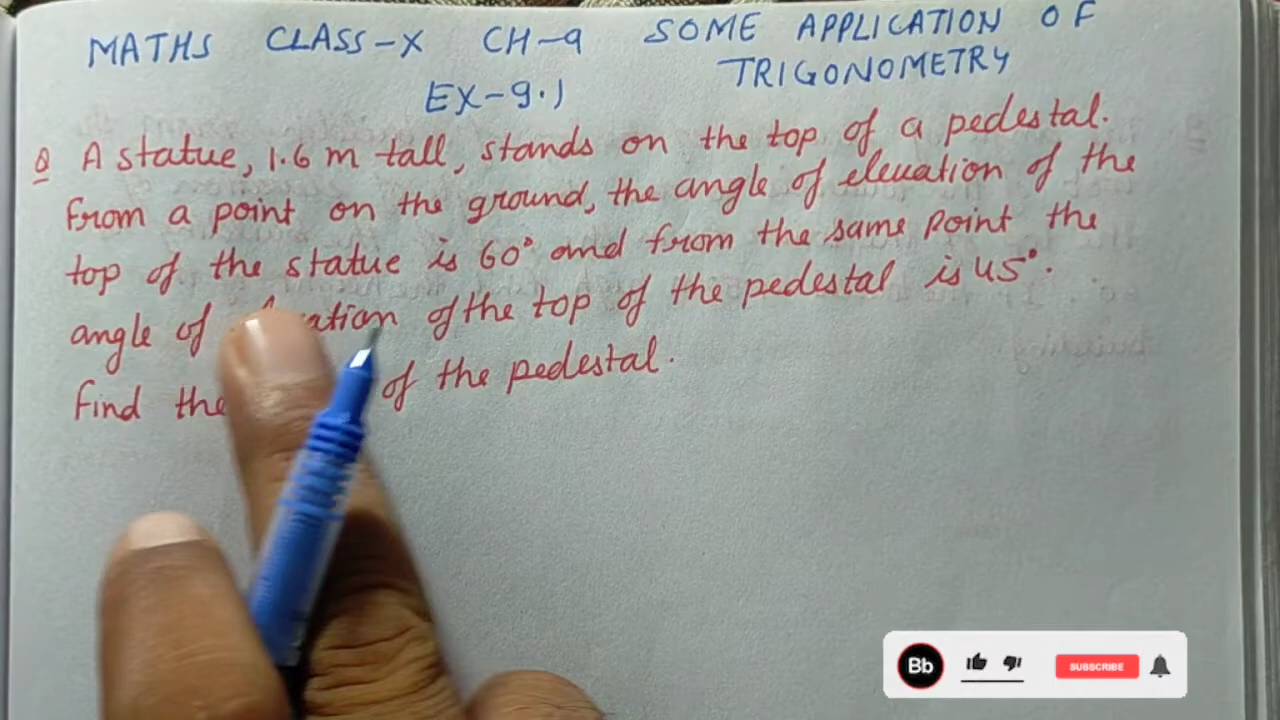 MATHS CLASS-X CH-9 SOME APPLICATION OF
TRIGONOMETRY
EX-9.1
Q A statue, 1.6 m tall, stands on the top of a pedestal.
From a point on the ground, the angle of elevation of the
top of the statue is 60° and from the same point the
angle of of the top of the pedestal is 45°.
Find the of the pedestal.
Bb SUBSCRIBE